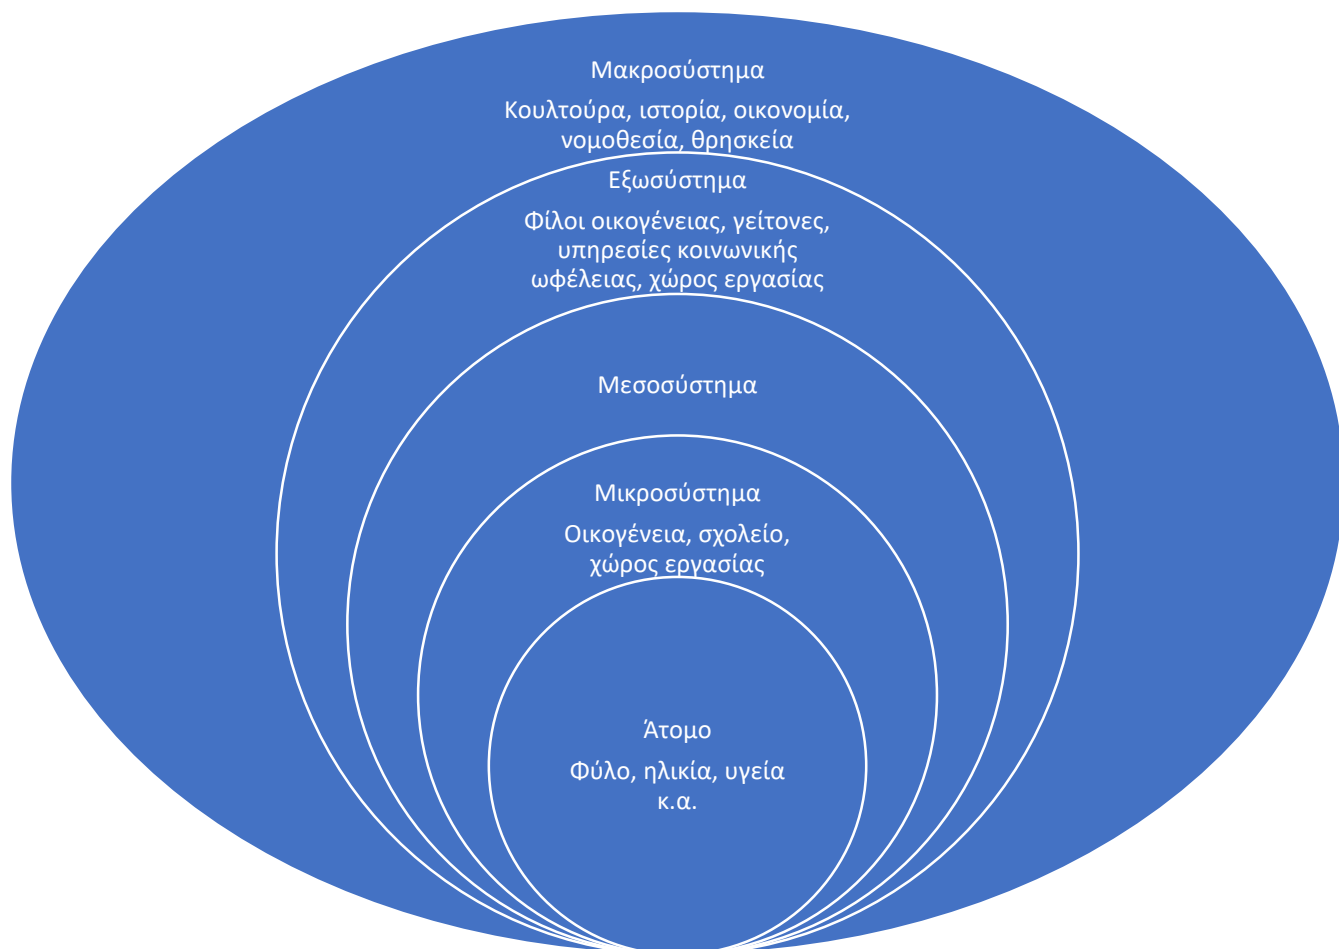 Μακροσύστημα
Κουλτούρα, ιστορία, οικονομία,
νομοθεσία, θρησκεία
Εξωσύστημα
Φίλοι οικογένειας, γείτονες,
υπηρεσίες κοινωνικής
ωφέλειας, χώρος εργασίας
Μεσοσύστημα
Μικροσύστημα
Οικογένεια, σχολείο,
χώρος εργασίας
Άτομο
Φύλο, ηλικία, υγεία
κ.α.